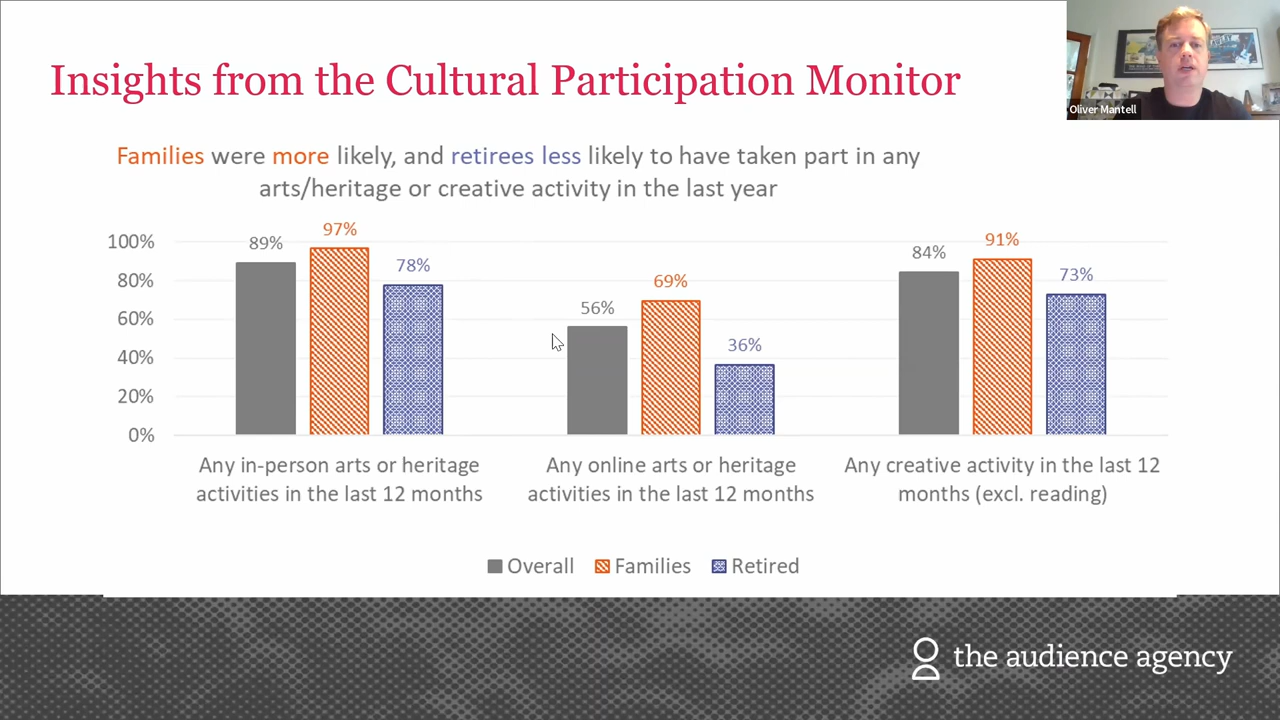 Insights from the Cultural Participation Monitor
Oliver Mantell
Families were more likely, and retirees less likely to have taken part in any
arts/heritage or creative activity in the last year
100%
80%
60%
40%
20%
0%
89%
97%
78%
56%
69%
36%
84%
91%
73%
Any in-person arts or heritage
activities in the last 12 months
Any online arts or heritage
activities in the last 12 months
Any creative activity in the last 12
months (excl. reading)
Overall
Families
Retired
the audience agency